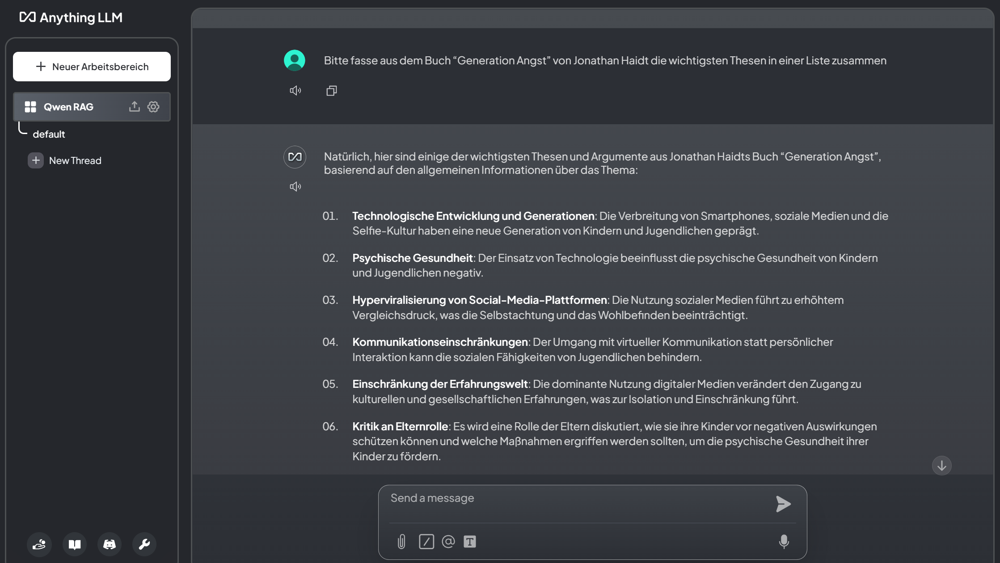 Anything LLM
Neuer Arbeitsbereich
Qwen RAG
default
New Thread
Bitte fasse aus dem Buch “Generation Angst” von Jonathan Haidt die wichtigsten Thesen in einer Liste zusammen
Natürlich, hier sind einige der wichtigsten Thesen und Argumente aus Jonathan Haidts Buch “Generation Angst”,
basierend auf den allgemeinen Informationen über das Thema:
01. Technologische Entwicklung und Generationen: Die Verbreitung von Smartphones, soziale Medien und die
Selfie-Kultur haben eine neue Generation von Kindern und Jugendlichen geprägt.
02. Psychische Gesundheit: Der Einsatz von Technologie beeinflusst die psychische Gesundheit von Kindern
und Jugendlichen negativ.
03. Hyperviralisierung von Social-Media-Plattformen: Die Nutzung sozialer Medien führt zu erhöhtem
Vergleichsdruck, was die Selbstachtung und das Wohlbefinden beeinträchtigt.
04. Kommunikationseinschränkungen: Der Umgang mit virtueller Kommunikation statt persönlicher
Interaktion kann die sozialen Fähigkeiten von Jugendlichen behindern.
05. Einschränkung der Erfahrungswelt: Die dominante Nutzung digitaler Medien verändert den Zugang zu
kulturellen und gesellschaftlichen Erfahrungen, was zur Isolation und Einschränkung führt.
06. Kritik an Elternrolle: Es wird eine Rolle der Eltern diskutiert, wie sie ihre Kinder vor negativen Auswirkungen
schützen können und welche Maßnahmen ergriffen werden sollten, um die psychische Gesundheit ihrer
Kinder zu fördern.
Send a message